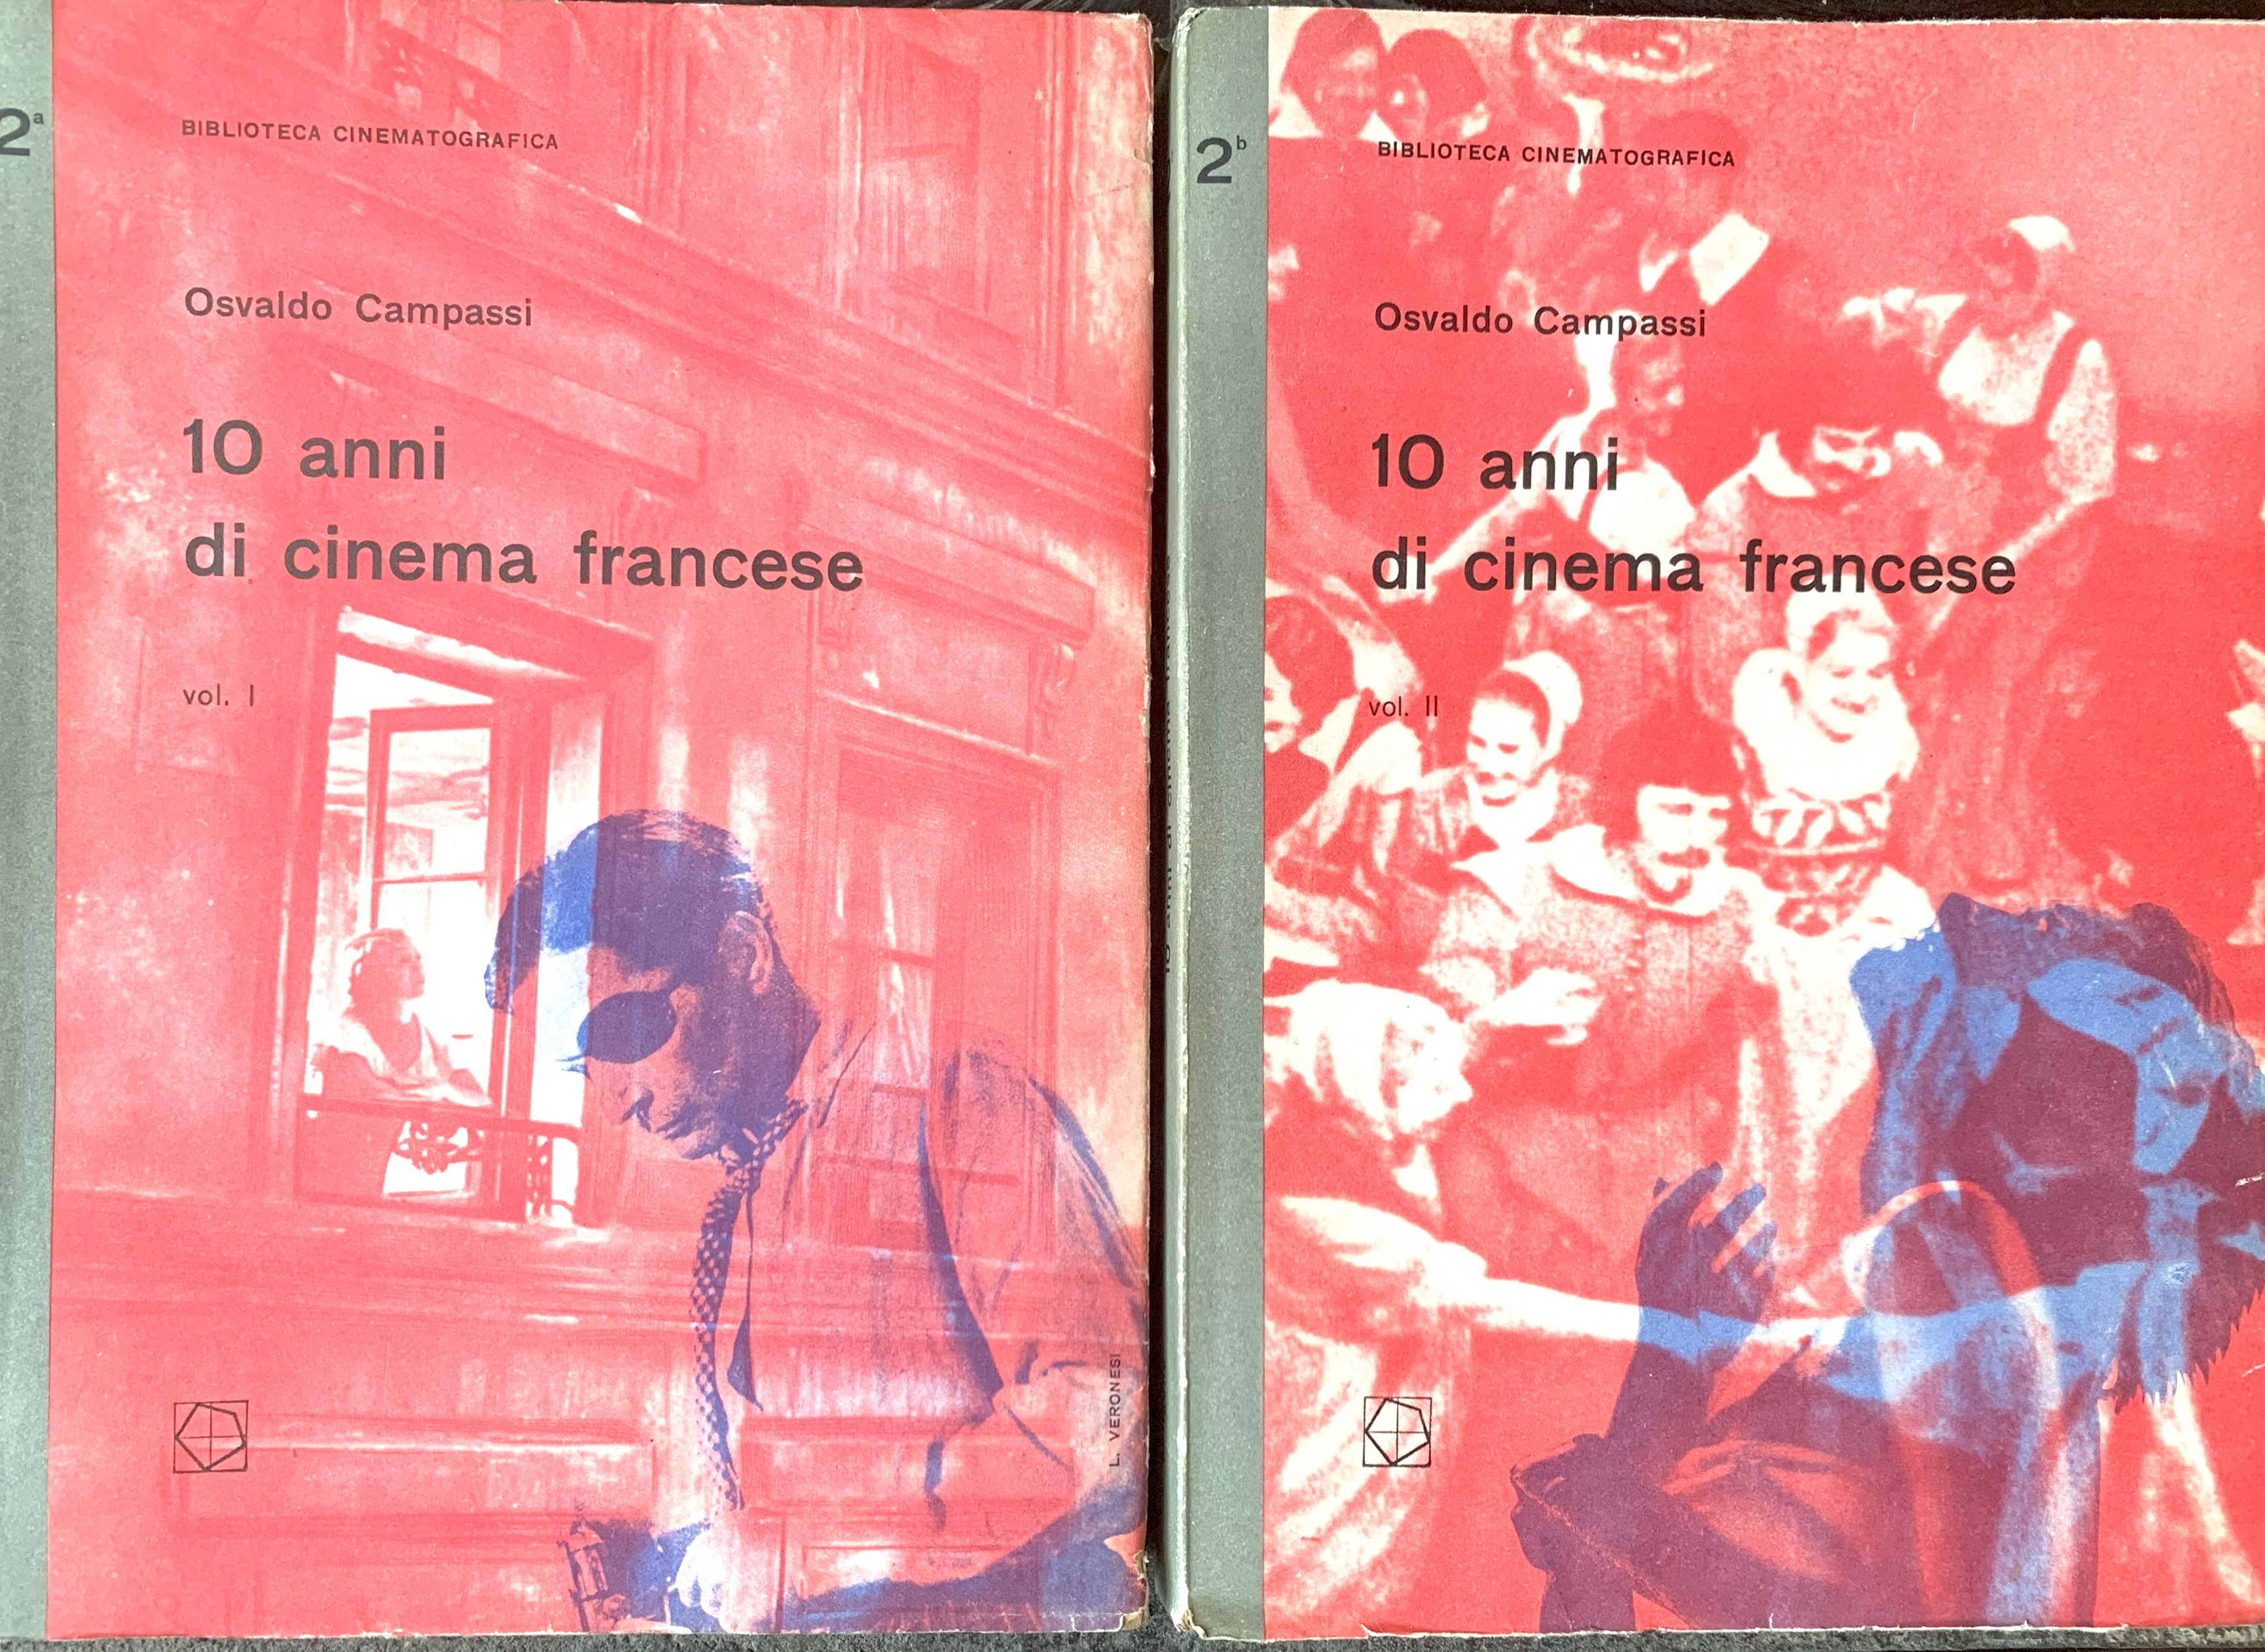 2a
BIBLIOTECA CINEMATOGRAFICA
Osvaldo Campassi
10 anni
di cinema francese
vol. I
L. VERONESI
2b
BIBLIOTECA CINEMATOGRAFICA
Osvaldo Campassi
10 anni
di cinema francese
vol. II